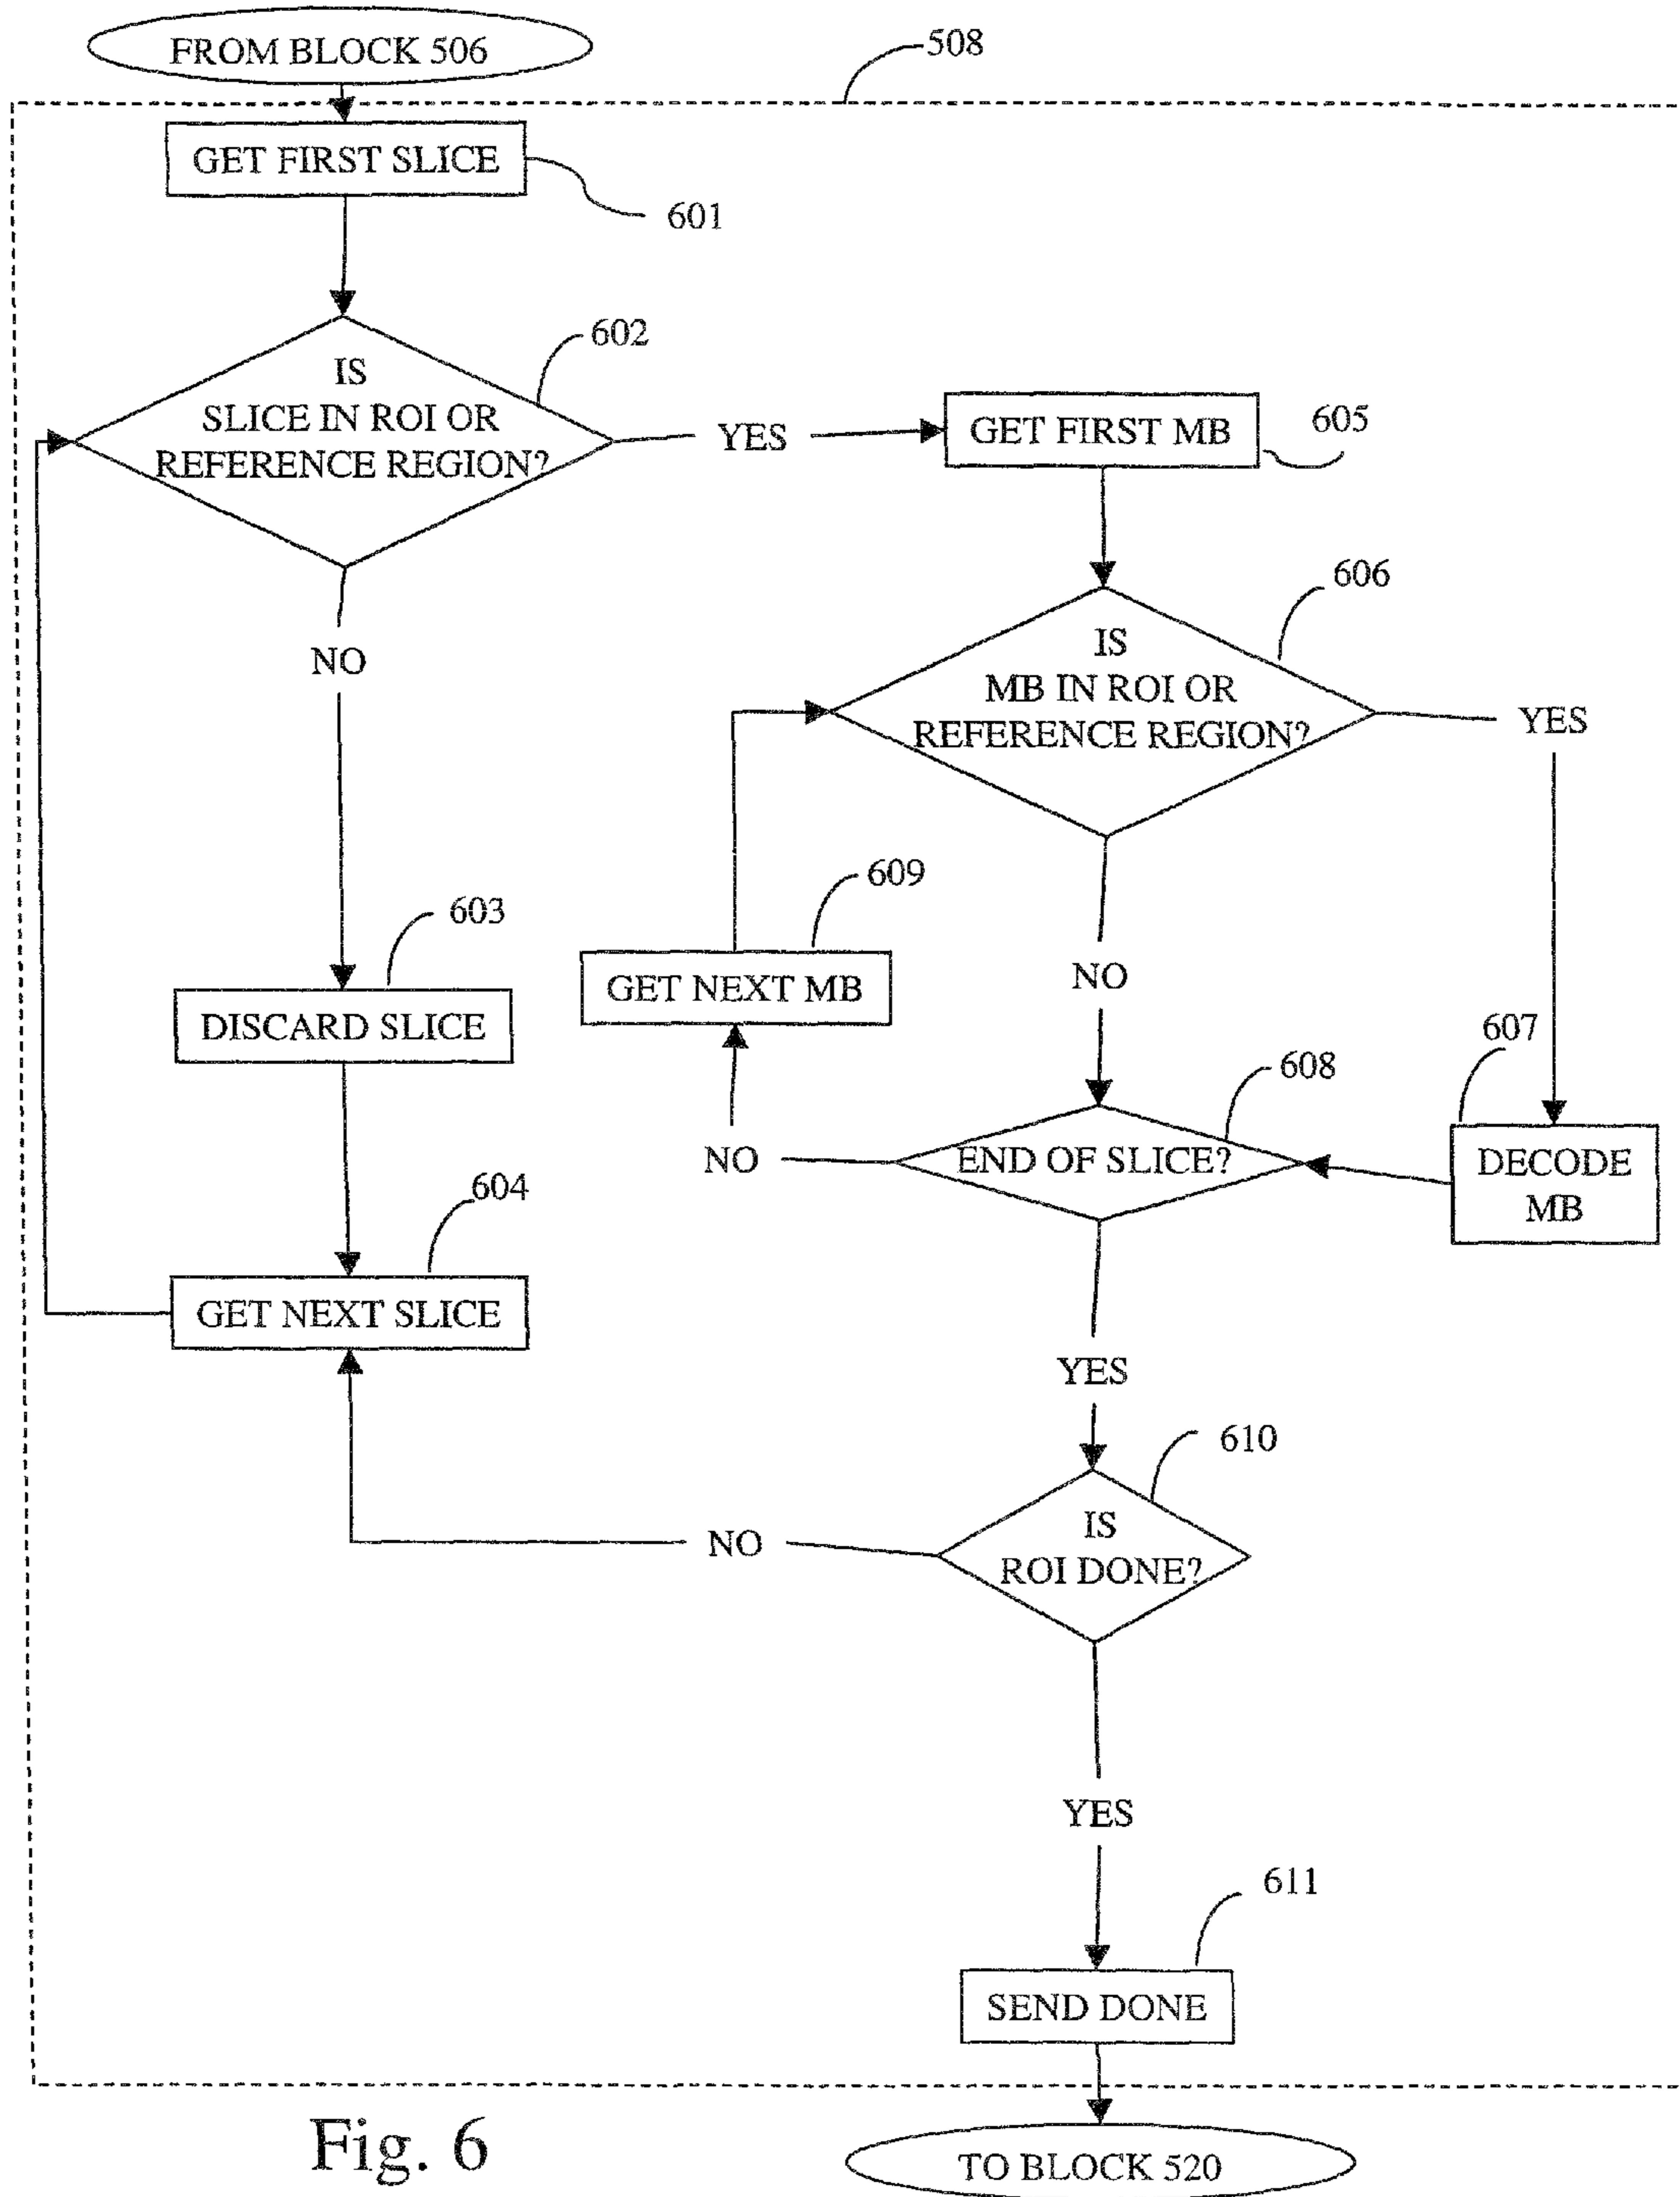 FROM BLOCK 506
508
GET FIRST SLICE
601
IS
SLICE IN ROI OR
REFERENCE REGION?
602
YES
GET FIRST MB
605
NO
IS
MB IN ROI OR
REFERENCE REGION?
606
YES
609
GET NEXT MB
NO
603
DISCARD SLICE
607
DECODE
MB
608
END OF SLICE?
NO
604
GET NEXT SLICE
YES
610
IS
ROI DONE?
NO
YES
611
SEND DONE
TO BLOCK 520
Fig. 6